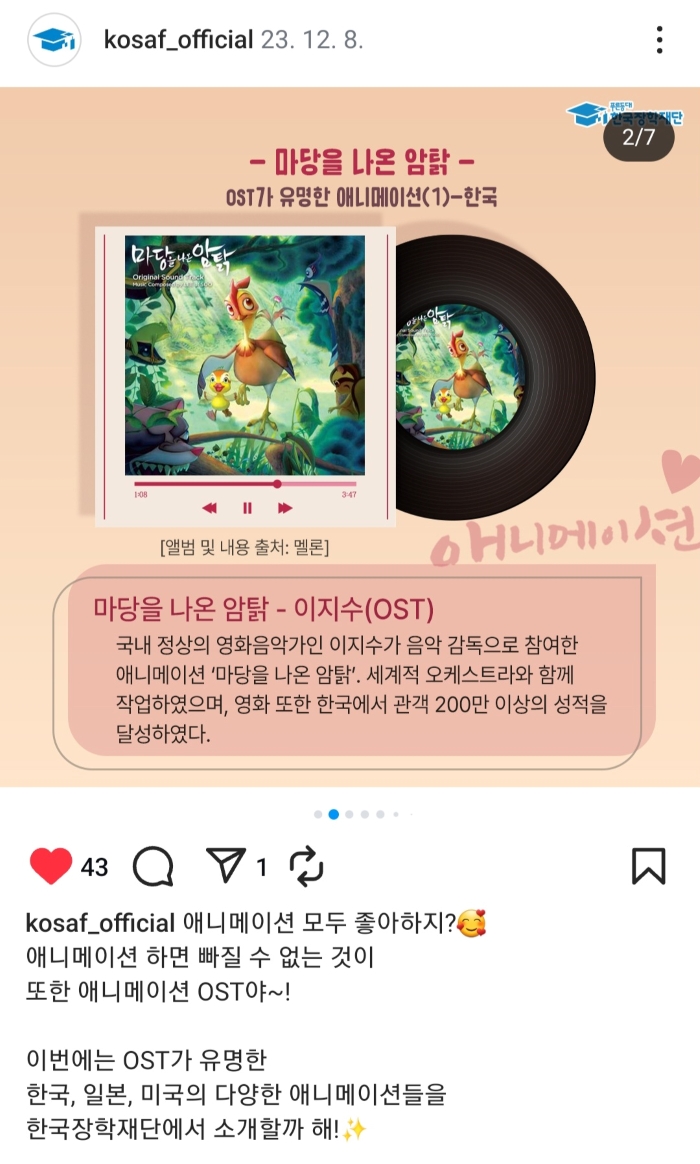 kosaf_official 23. 12. 8.
푸른등대
한국장학재단
2/7
– 마당을 나온 암탉 –
OST가 유명한 애니메이션(1)-한국
마당을 나온 암탉
Original Sound Track
1:08
3:47
[앨범 및 내용 출처: 멜론]
애니메이션
마당을 나온 암탉 - 이지수(OST)
국내 정상의 영화음악가인 이지수가 음악 감독으로 참여한
애니메이션 ‘마당을 나온 암탉’. 세계적 오케스트라와 함께
작업하였으며, 영화 또한 한국에서 관객 200만 이상의 성적을
달성하였다.
43
1
kosaf_official 애니메이션 모두 좋아하지?🥰
애니메이션 하면 빠질 수 없는 것이
또한 애니메이션 OST야~!
이번에는 OST가 유명한
한국, 일본, 미국의 다양한 애니메이션들을
한국장학재단에서 소개할까 해!✨